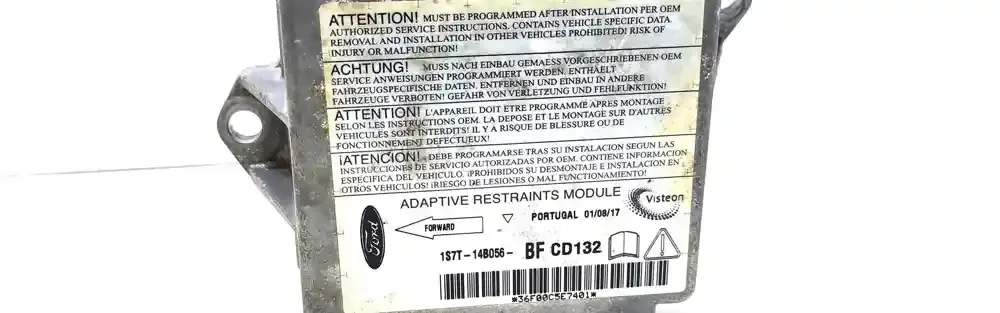 ATTENTION! MUST BE PROGRAMMED AFTER INSTALLATION PER OEM
AUTHORIZED SERVICE INSTRUCTIONS. CONTAINS VEHICLE SPECIFIC DATA.
REMOVAL AND INSTALLATION IN OTHER VEHICLES PROHIBITED! RISK OF
INJURY OR MALFUNCTION!
ACHTUNG! MUSS NACH EINBAU GEMAESS VORGESCHRIEBENEN OEM
SERVICE ANWEISUNGEN PROGRAMMIERT WERDEN. ENTHAELT
FAHRZEUGSPEZIFISCHE DATEN. ENTFERNEN UND EINBAU IN ANDERE
FAHRZEUGE VERBOTEN! GEFAHR VON VERLETZUNG UND FEHLFUNKTION!
ATTENTION! L'APPAREIL DOIT ETRE PROGRAMME APRES MONTAGE
SELON LES INSTRUCTIONS OEM. LA DEPOSE ET LE MONTAGE SUR D'AUTRES
VEHICULES SONT INTERDITS! IL Y A RISQUE DE BLESSURE OU DE
FONCTIONNEMENT DEFECTUEUX!
¡ATENCION! DEBE PROGRAMARSE TRAS SU INSTALACION SEGUN LAS
INSTRUCCIONES DE SERVICIO AUTORIZADAS POR OEM. CONTIENE INFORMACION
ESPECIFICA DEL VEHICULO. ¡PROHIBIDOS SU DESMONTAJE E INSTALACION EN
OTROS VEHICULOS! ¡RIESGO DE LESIONES O MAL FUNCTIONAMIENTO!
ADAPTIVE RESTRAINTS MODULE
Visteon
PORTUGAL 01/08/17
Ford
FORWARD
1S7T-14B056- BF CD132
*36F00C5E7401*